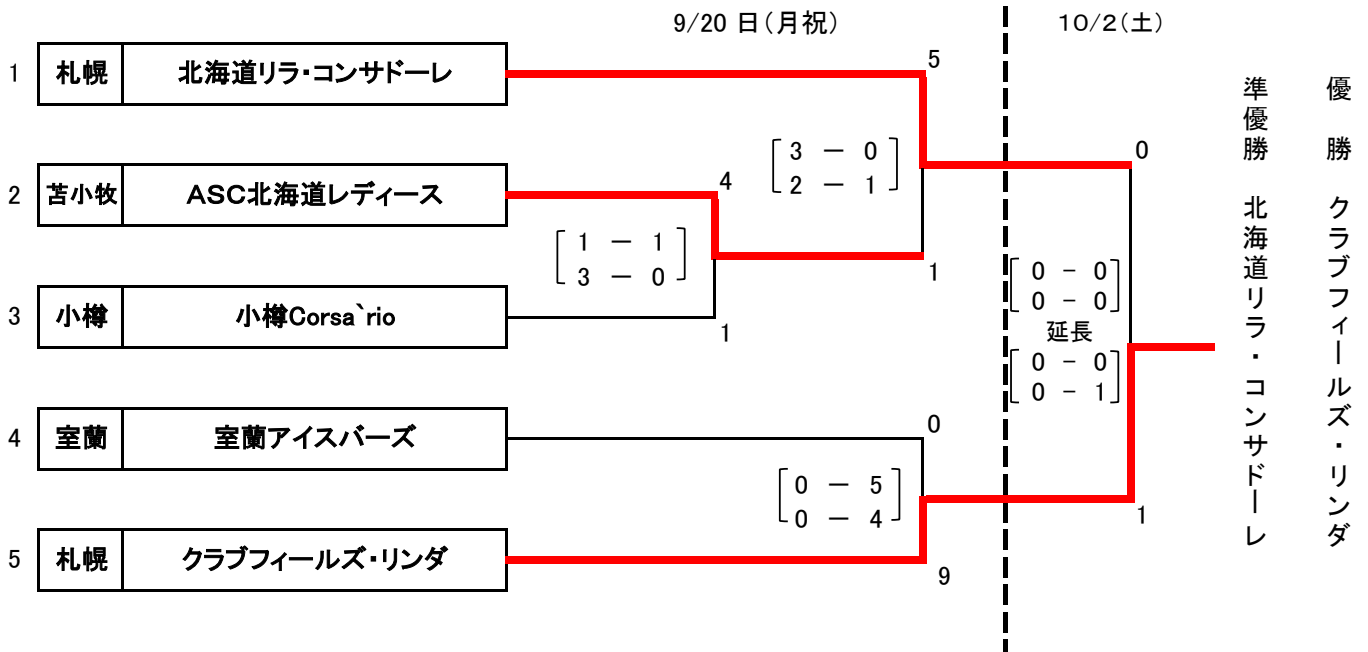 9/20 日(月祝)
10/2(土)
1 札幌 北海道リラ・コンサドーレ
5
[3 － 0]
[2 － 1]
0
2 苫小牧 ASC北海道レディース
4
[1 － 1]
[3 － 0]
1
3 小樽 小樽Corsa`rio
1
[0 - 0]
[0 - 0]
延長
[0 - 0]
[0 - 1]
4 室蘭 室蘭アイスバーズ
0
[0 － 5]
[0 － 4]
1
5 札幌 クラブフィールズ・リンダ
9
優勝 クラブフィールズ・リンダ
準優勝 北海道リラ・コンサドーレ